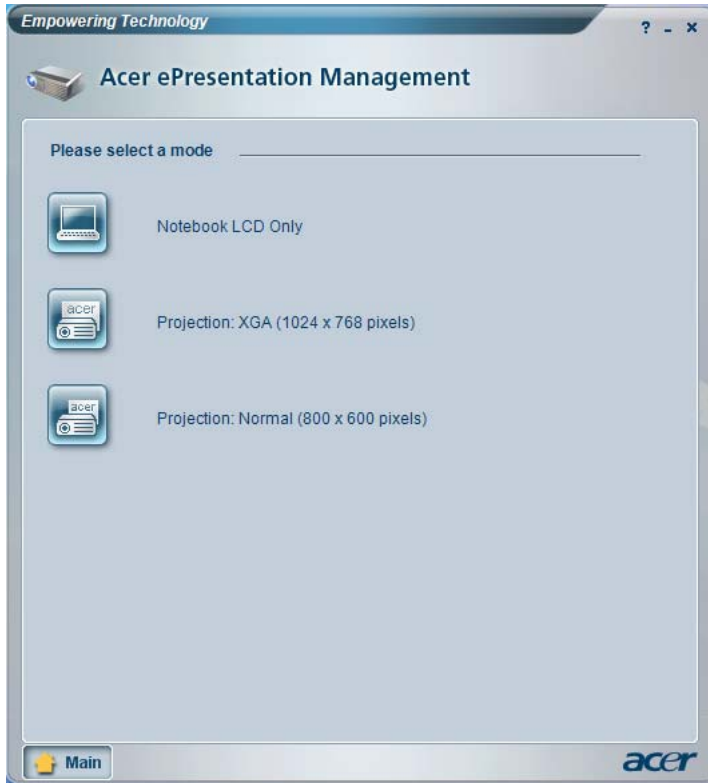 Empowering Technology
? - ×
Acer ePresentation Management
Please select a mode
Notebook LCD Only
acer
Projection: XGA (1024 x 768 pixels)
acer
Projection: Normal (800 x 600 pixels)
Main
acer